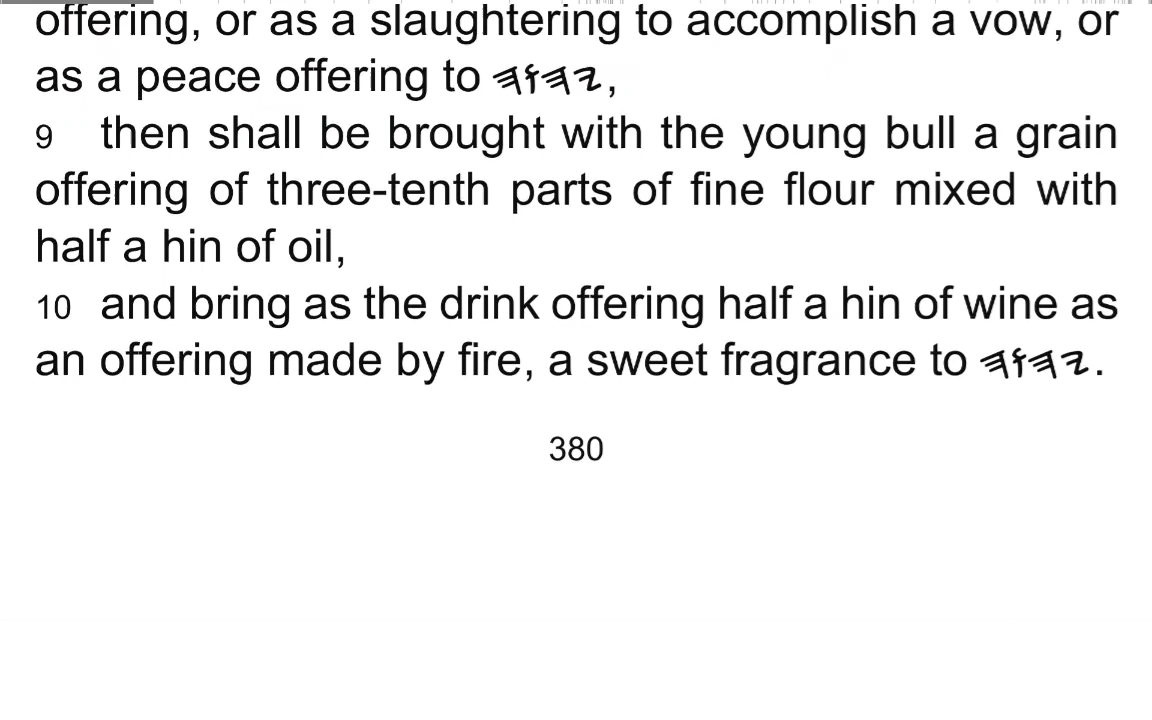 offering, or as a slaughtering to accomplish a vow, or
as a peace offering to 𐤉𐤄𐤅𐤄,
9 then shall be brought with the young bull a grain
offering of three-tenth parts of fine flour mixed with
half a hin of oil,
10 and bring as the drink offering half a hin of wine as
an offering made by fire, a sweet fragrance to 𐤉𐤄𐤅𐤄.
380